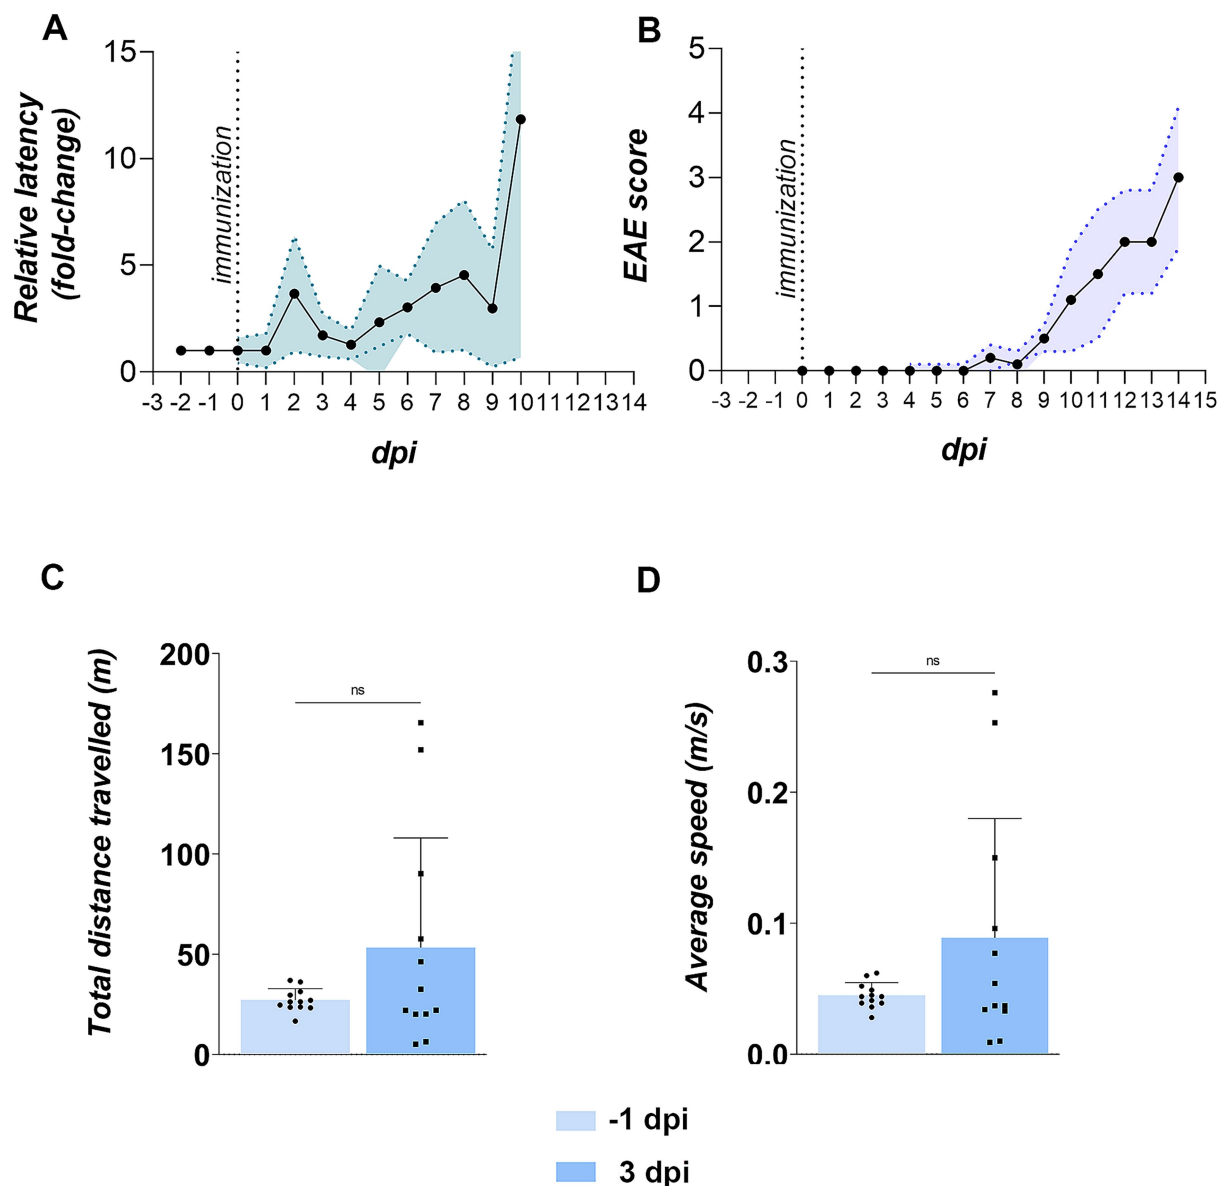 A
Relative latency
(fold-change)
15
10
5
0
immunization
-3 -2 -1 0 1 2 3 4 5 6 7 8 9 10 11 12 13 14
dpi
B
EAE score
5
4
3
2
1
0
immunization
-3 -2 -1 0 1 2 3 4 5 6 7 8 9 10 11 12 13 14 15
dpi
C
Total distance travelled (m)
200
150
100
50
0
ns
D
Average speed (m/s)
0.3
0.2
0.1
0.0
ns
-1 dpi
3 dpi